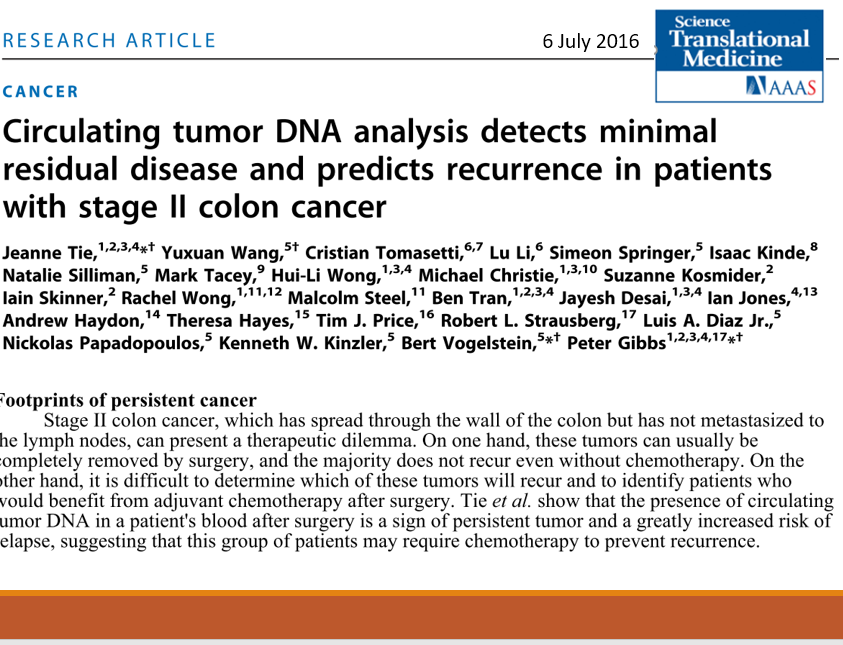 RESEARCH ARTICLE
6 July 2016
Science
Translational
Medicine
AAAS
CANCER
Circulating tumor DNA analysis detects minimal
residual disease and predicts recurrence in patients
with stage II colon cancer
Jeanne Tie,1,2,3,4*† Yuxuan Wang,5† Cristian Tomasetti,6,7 Lu Li,6 Simeon Springer,5 Isaac Kinde,8
Natalie Silliman,5 Mark Tacey,9 Hui-Li Wong,1,3,4 Michael Christie,1,3,10 Suzanne Kosmider,2
Iain Skinner,2 Rachel Wong,1,11,12 Malcolm Steel,11 Ben Tran,1,2,3,4 Jayesh Desai,1,3,4 Ian Jones,4,13
Andrew Haydon,14 Theresa Hayes,15 Tim J. Price,16 Robert L. Strausberg,17 Luis A. Diaz Jr.,5
Nickolas Papadopoulos,5 Kenneth W. Kinzler,5 Bert Vogelstein,5*† Peter Gibbs1,2,3,4,17*†
Footprints of persistent cancer
Stage II colon cancer, which has spread through the wall of the colon but has not metastasized to
he lymph nodes, can present a therapeutic dilemma. On one hand, these tumors can usually be
completely removed by surgery, and the majority does not recur even without chemotherapy. On the
other hand, it is difficult to determine which of these tumors will recur and to identify patients who
would benefit from adjuvant chemotherapy after surgery. Tie et al. show that the presence of circulating
umor DNA in a patient's blood after surgery is a sign of persistent tumor and a greatly increased risk of
elapse, suggesting that this group of patients may require chemotherapy to prevent recurrence.